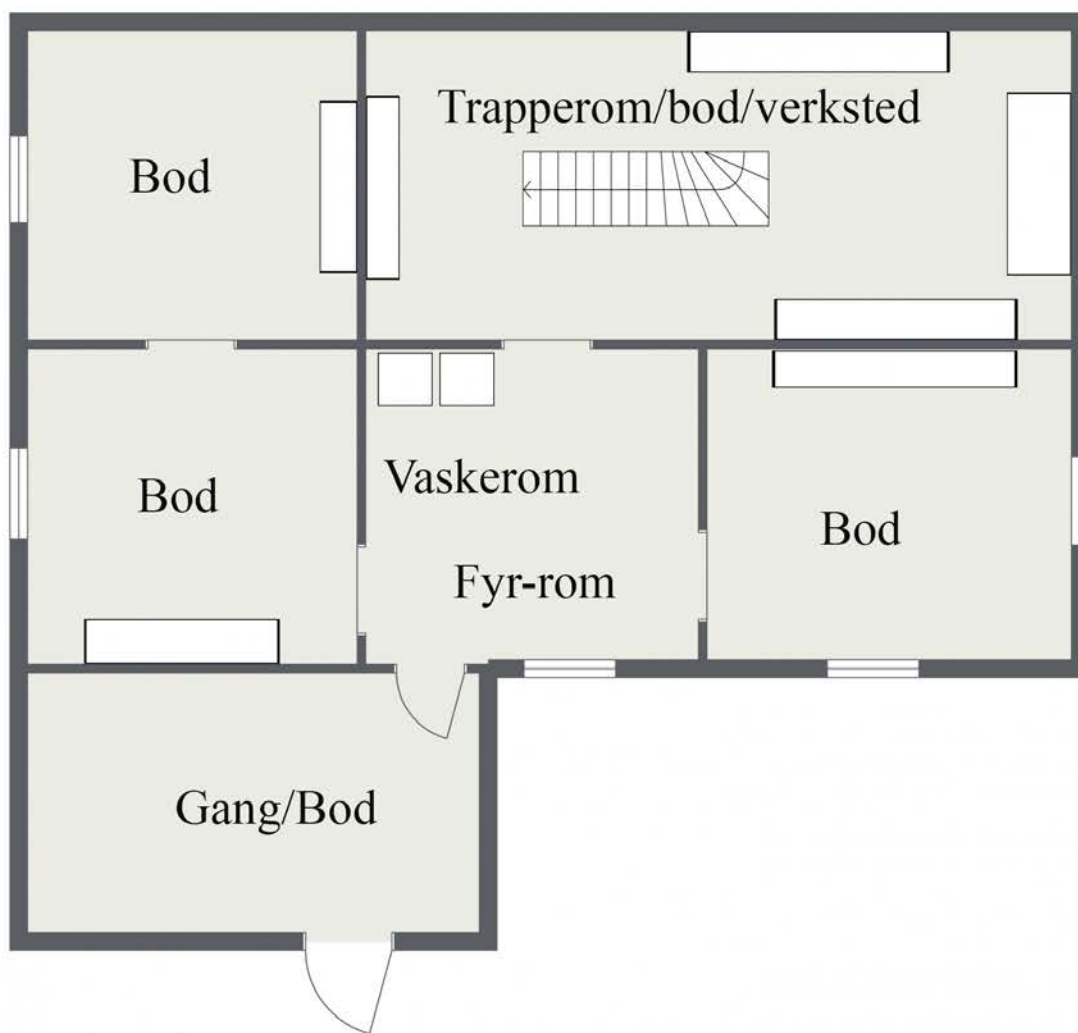 Trapperom/bod/verksted
Bod
Bod
Vaskerom
Bod
Fyr-rom
Gang/Bod